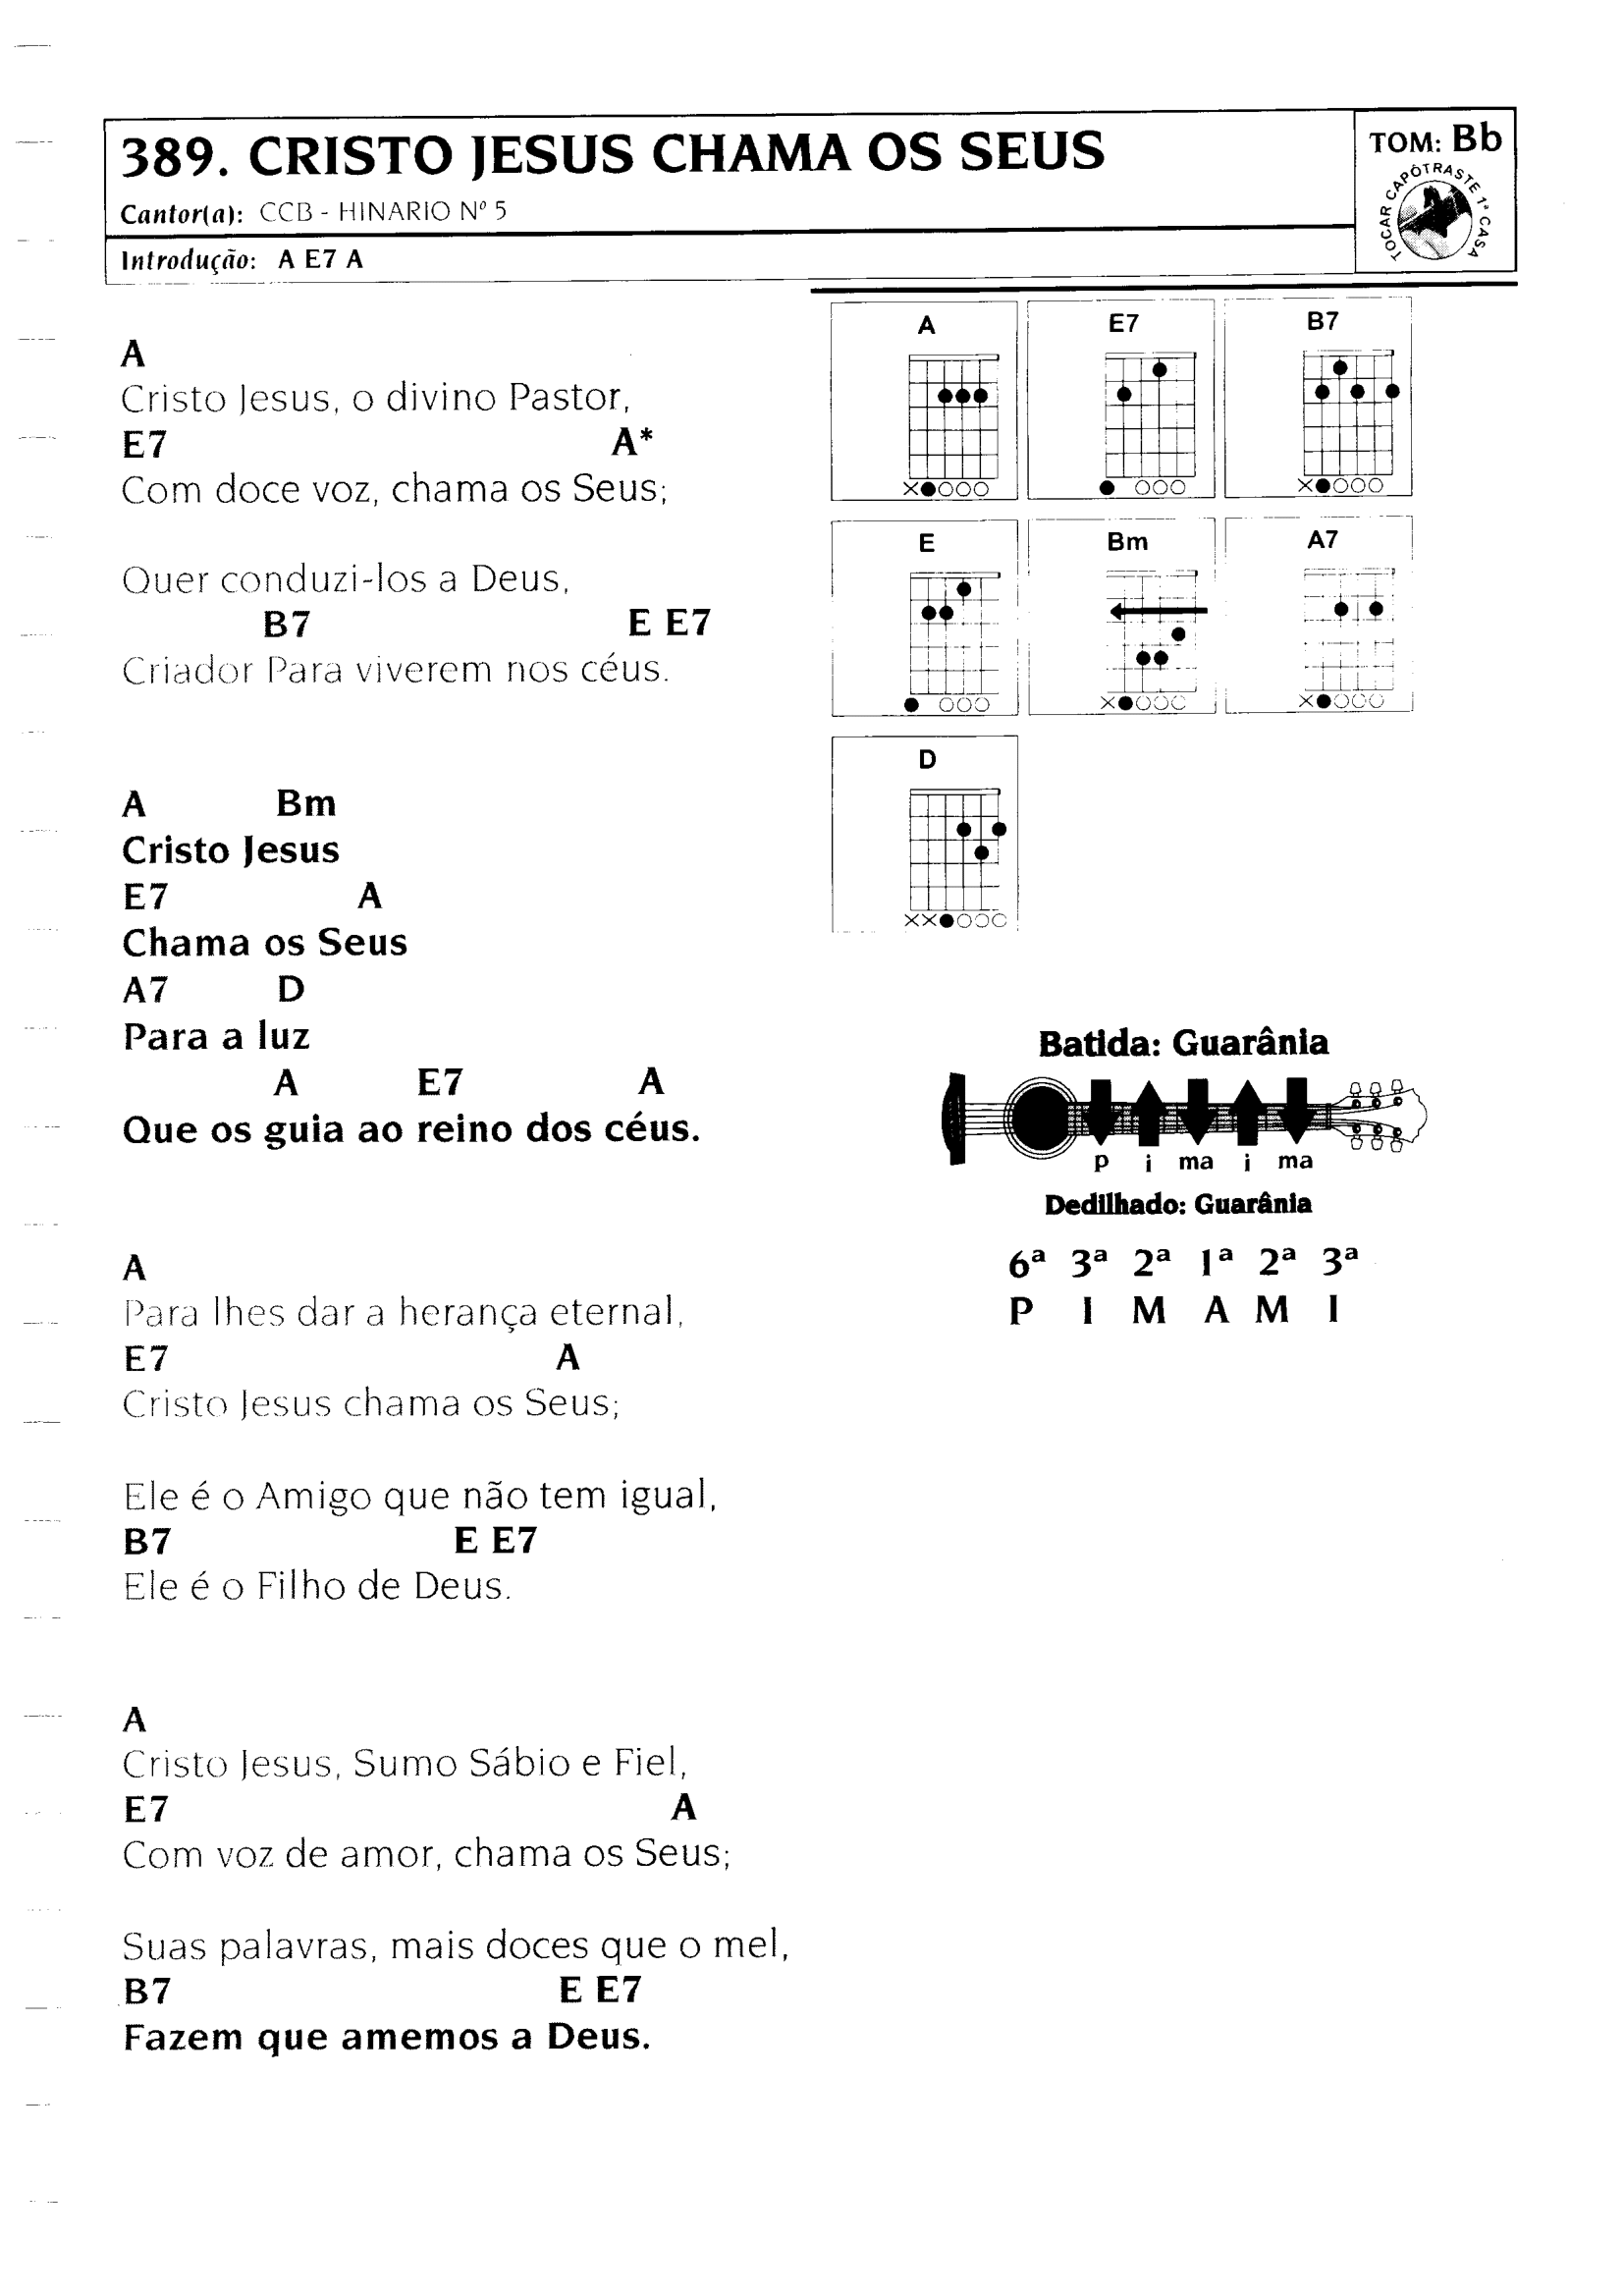 389. CRISTO JESUS CHAMA OS SEUS
Cantor(a): CCB - HINARIO Nº 5
Introdução: A E7 A
TOM: Bb
TOCAR CAPÔTRASTE 1ª CASA
A
Cristo Jesus, o divino Pastor,
E7 A*
Com doce voz, chama os Seus;
Quer conduzi-los a Deus,
B7 E E7
Criador Para viverem nos céus.
A Bm
Cristo Jesus
E7 A
Chama os Seus
A7 D
Para a luz
A E7 A
Que os guia ao reino dos céus.
A
Para lhes dar a herança eternal,
E7 A
Cristo Jesus chama os Seus;
Ele é o Amigo que não tem igual,
B7 E E7
Ele é o Filho de Deus.
A
Cristo Jesus, Sumo Sábio e Fiel,
E7 A
Com voz de amor, chama os Seus;
Suas palavras, mais doces que o mel,
B7 E E7
Fazem que amemos a Deus.
A E7 B7
E Bm A7
D
Batida: Guarânia
p i ma i ma
Dedilhado: Guarânia
6ª 3ª 2ª 1ª 2ª 3ª
P I M A M I